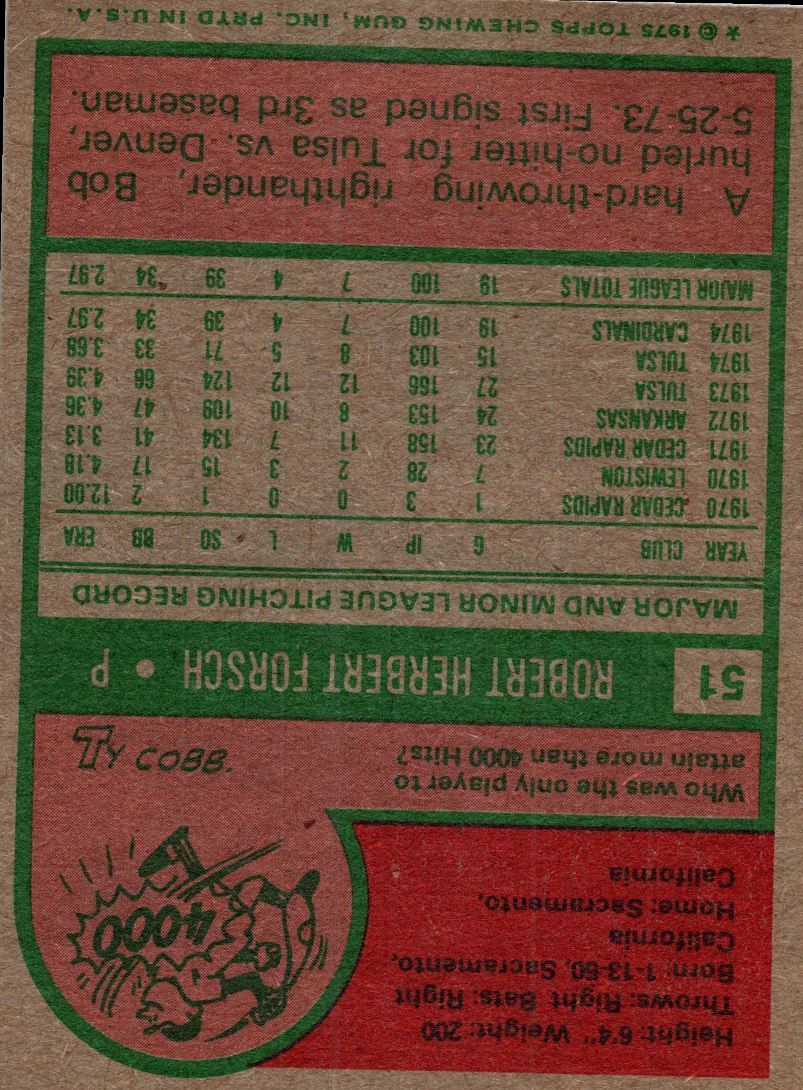 Height: 6'4" Weight: 200
Throws: Right Bats: Right
Born: 1-13-50, Sacramento,
California
Home: Sacramento,
California
4000
Who was the only player to
attain more than 4000 Hits?
TY COBB.
51 ROBERT HERBERT FORSCH • P
MAJOR AND MINOR LEAGUE PITCHING RECORD
YEAR CLUB G IP W L SO BB ERA
1970 CEDAR RAPIDS 1 3 0 0 1 2 12.00
1970 LEWISTON 7 28 2 3 15 17 4.18
1971 CEDAR RAPIDS 23 158 11 7 134 41 3.13
1972 ARKANSAS 24 153 8 10 109 47 4.36
1973 TULSA 27 166 12 12 124 66 4.39
1974 TULSA 15 103 8 5 71 33 3.68
1974 CARDINALS 19 100 7 4 39 34 2.97
MAJOR LEAGUE TOTALS 19 100 7 4 39 34 2.97
A hard-throwing righthander, Bob
hurled no-hitter for Tulsa vs. Denver,
5-25-73. First signed as 3rd baseman.
★ © 1975 TOPPS CHEWING GUM, INC. PRTD IN U.S.A.